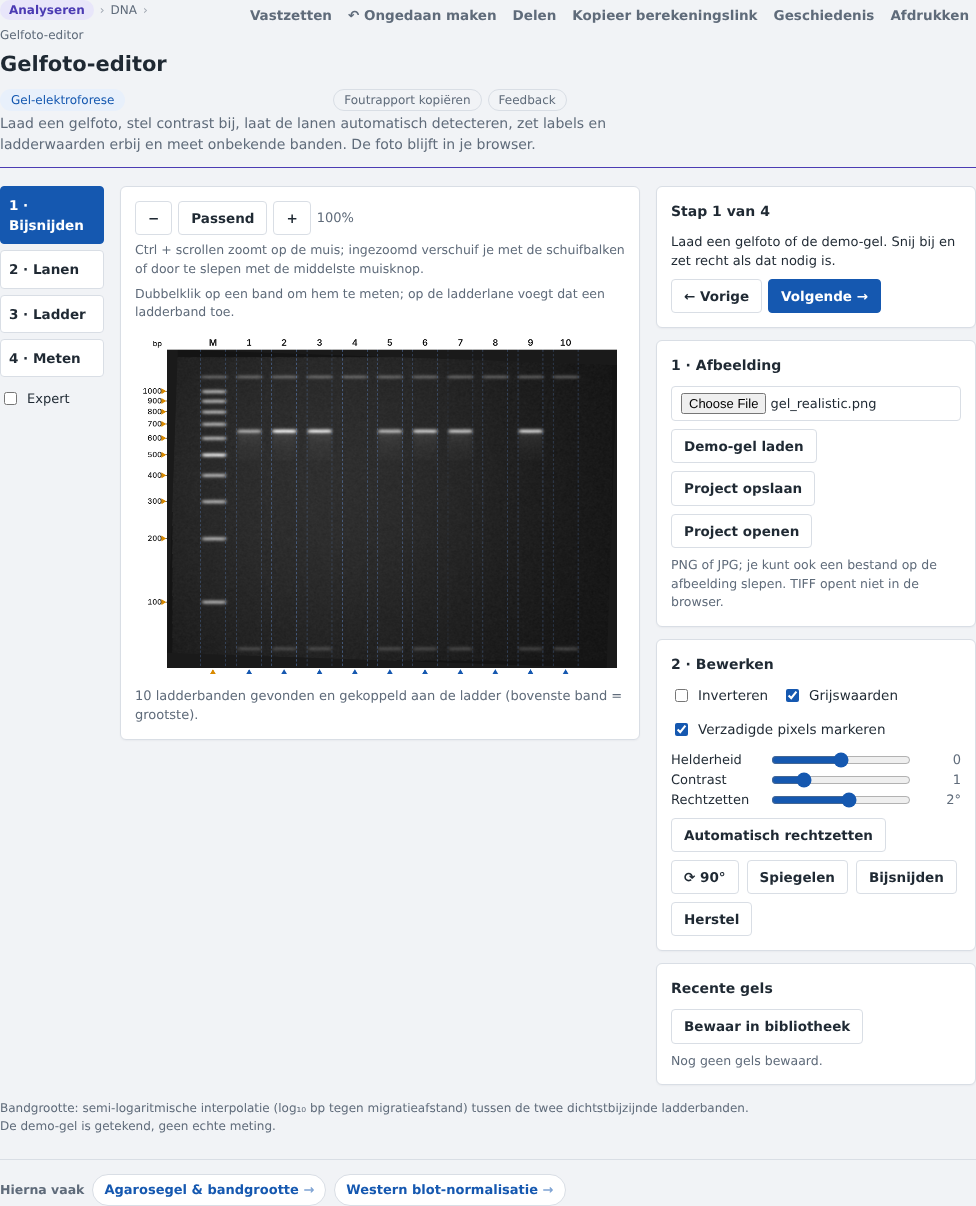 Analyseren › DNA ›
Gelfoto-editor
Vastzetten ↶ Ongedaan maken Delen Kopieer berekeningslink Geschiedenis Afdrukken
Gelfoto-editor
Gel-elektroforese Foutrapport kopiëren Feedback
Laad een gelfoto, stel contrast bij, laat de lanen automatisch detecteren, zet labels en
ladderwaarden erbij en meet onbekende banden. De foto blijft in je browser.
1 ·
Bijsnijden
2 · Lanen
3 · Ladder
4 · Meten
Expert
− Passend + 100%
Ctrl + scrollen zoomt op de muis; ingezoomd verschuif je met de schuifbalken
of door te slepen met de middelste muisknop.
Dubbelklik op een band om hem te meten; op de ladderlane voegt dat een
ladderband toe.
bp M 1 2 3 4 5 6 7 8 9 10
1000
900
800
700
600
500
400
300
200
100
10 ladderbanden gevonden en gekoppeld aan de ladder (bovenste band =
grootste).
Stap 1 van 4
Laad een gelfoto of de demo-gel. Snij bij en
zet recht als dat nodig is.
← Vorige Volgende →
1 · Afbeelding
Choose File gel_realistic.png
Demo-gel laden
Project opslaan
Project openen
PNG of JPG; je kunt ook een bestand op de
afbeelding slepen. TIFF opent niet in de
browser.
2 · Bewerken
Inverteren Grijswaarden
Verzadigde pixels markeren
Helderheid 0
Contrast 1
Rechtzetten 2°
Automatisch rechtzetten
⟳ 90° Spiegelen Bijsnijden
Herstel
Recente gels
Bewaar in bibliotheek
Nog geen gels bewaard.
Bandgrootte: semi-logaritmische interpolatie (log₁₀ bp tegen migratieafstand) tussen de twee dichtstbijzijnde ladderbanden.
De demo-gel is getekend, geen echte meting.
Hierna vaak Agarosegel & bandgrootte → Western blot-normalisatie →